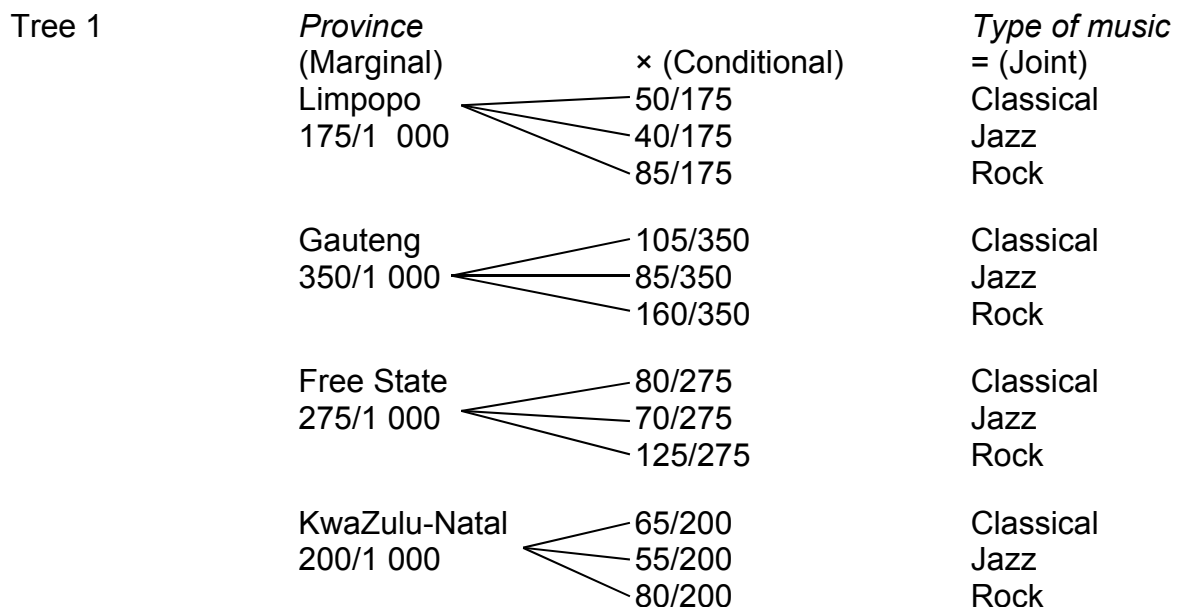 Tree 1 Province Type of music
(Marginal) × (Conditional) = (Joint)
Limpopo 50/175 Classical
175/1 000 40/175 Jazz
85/175 Rock
Gauteng 105/350 Classical
350/1 000 85/350 Jazz
160/350 Rock
Free State 80/275 Classical
275/1 000 70/275 Jazz
125/275 Rock
KwaZulu-Natal 65/200 Classical
200/1 000 55/200 Jazz
80/200 Rock